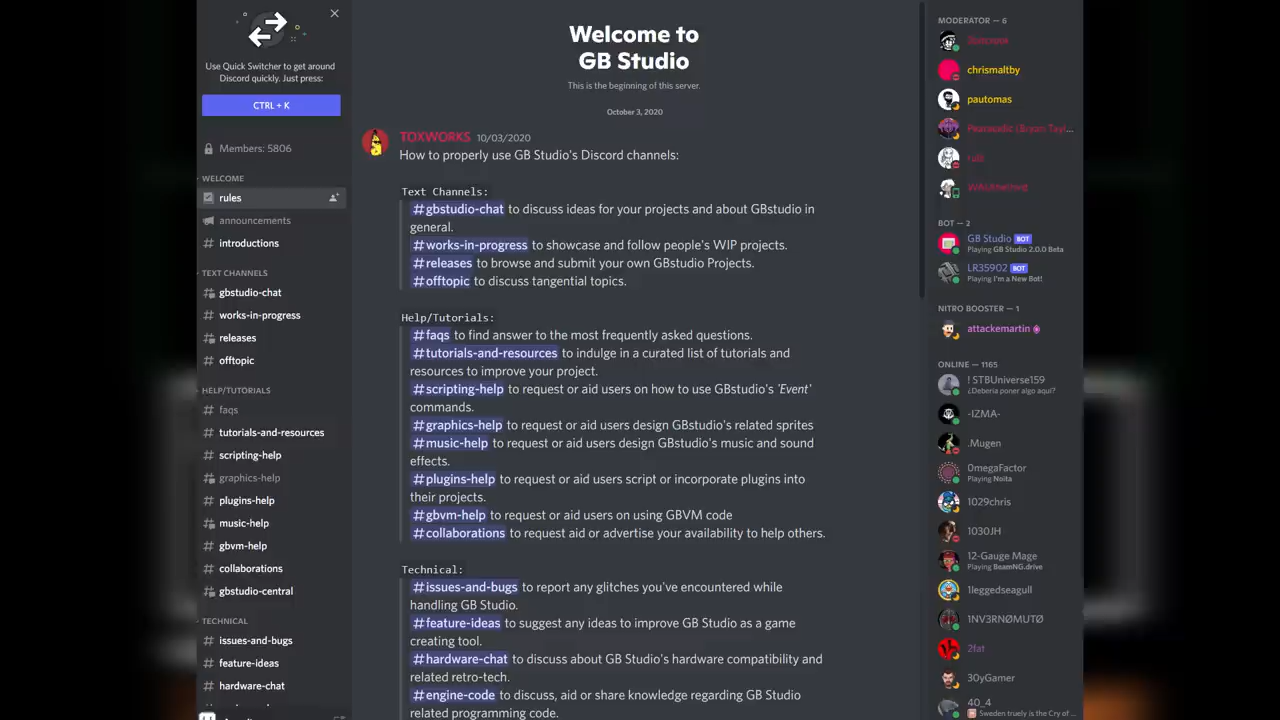 Use Quick Switcher to get around
Discord quickly. Just press:
CTRL + K
Members: 5806
WELCOME
rules
announcements
introductions
TEXT CHANNELS
gbstudio-chat
works-in-progress
releases
offtopic
HELP/TUTORIALS
faqs
tutorials-and-resources
scripting-help
graphics-help
plugins-help
music-help
gbvm-help
collaborations
gbstudio-central
TECHNICAL
issues-and-bugs
feature-ideas
hardware-chat
Welcome to
GB Studio
This is the beginning of this server.
October 3, 2020
TOXWORKS 10/03/2020
How to properly use GB Studio's Discord channels:
Text Channels:
#gbstudio-chat to discuss ideas for your projects and about GBstudio in
general.
#works-in-progress to showcase and follow people's WIP projects.
#releases to browse and submit your own GBstudio Projects.
#offtopic to discuss tangential topics.
Help/Tutorials:
#faqs to find answer to the most frequently asked questions.
#tutorials-and-resources to indulge in a curated list of tutorials and
resources to improve your project.
#scripting-help to request or aid users on how to use GBstudio's 'Event'
commands.
#graphics-help to request or aid users design GBstudio's related sprites
#music-help to request or aid users design GBstudio's music and sound
effects.
#plugins-help to request or aid users script or incorporate plugins into
their projects.
#gbvm-help to request or aid users on using GBVM code
#collaborations to request aid or advertise your availability to help others.
Technical:
#issues-and-bugs to report any glitches you've encountered while
handling GB Studio.
#feature-ideas to suggest any ideas to improve GB Studio as a game
creating tool.
#hardware-chat to discuss about GB Studio's hardware compatibility and
related retro-tech.
#engine-code to discuss, aid or share knowledge regarding GB Studio
related programming code.
MODERATOR — 6
chrismaltby
pautomas
BOT — 2
GB Studio BOT
Playing GB Studio 2.0.0 Beta
LR35902 BOT
Playing I'm a New Bot!
NITRO BOOSTER — 1
attackemartin
ONLINE — 1165
! STBUniverse159
¿Deberia poner algo aqui?
-IZMA-
.Mugen
0megaFactor
Playing Noita
1029chris
1030JH
12-Gauge Mage
Playing BeamNG.drive
1leggedseagull
1NV3RNØMUTØ
2fat
30yGamer
40_4
Sweden truely is the Cry of ...